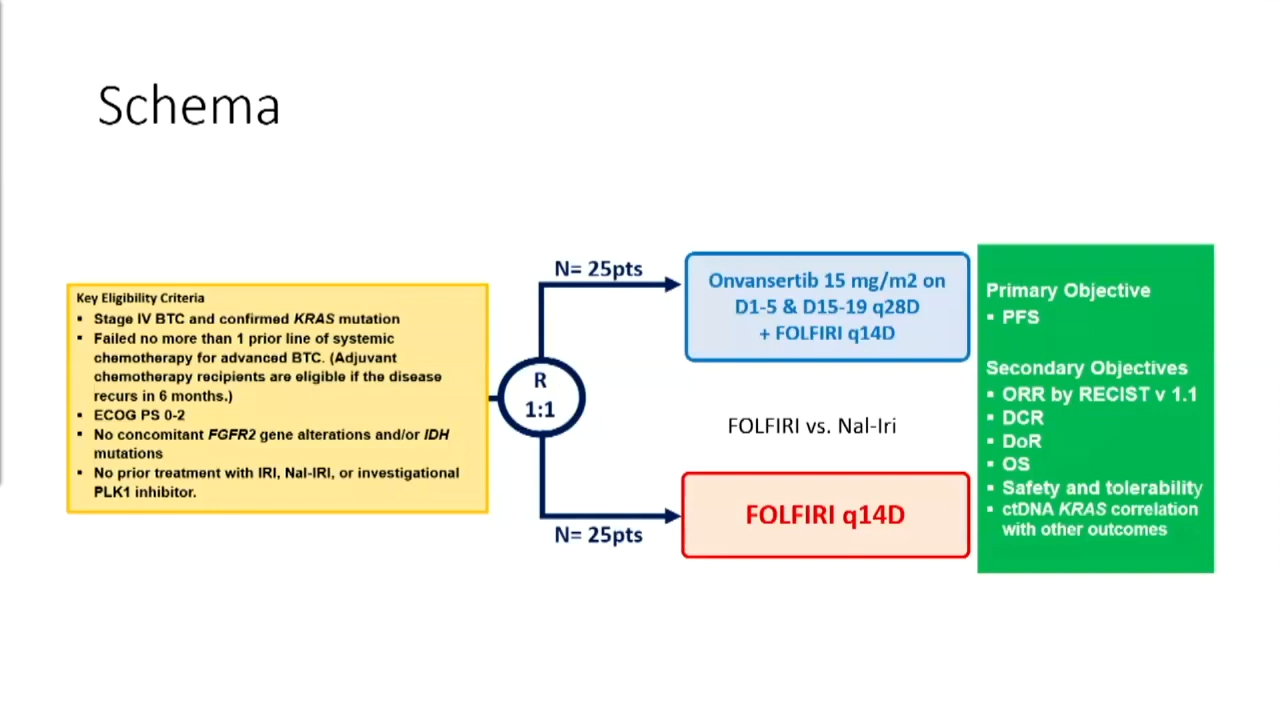 Schema
Key Eligibility Criteria
▪ Stage IV BTC and confirmed KRAS mutation
▪ Failed no more than 1 prior line of systemic
chemotherapy for advanced BTC. (Adjuvant
chemotherapy recipients are eligible if the disease
recurs in 6 months.)
▪ ECOG PS 0-2
▪ No concomitant FGFR2 gene alterations and/or IDH
mutations
▪ No prior treatment with IRI, Nal-IRI, or investigational
PLK1 inhibitor.
R
1:1
N= 25pts
N= 25pts
Onvansertib 15 mg/m2 on
D1-5 & D15-19 q28D
+ FOLFIRI q14D
FOLFIRI vs. Nal-Iri
FOLFIRI q14D
Primary Objective
▪ PFS
Secondary Objectives
▪ ORR by RECIST v 1.1
▪ DCR
▪ DoR
▪ OS
▪ Safety and tolerability
▪ ctDNA KRAS correlation
with other outcomes